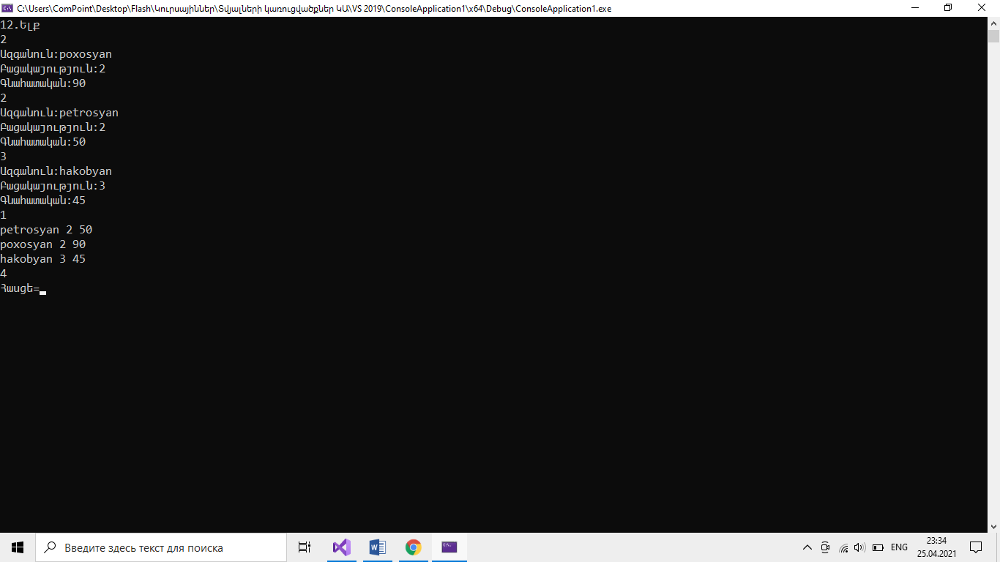 C:\Users\ComPoint\Desktop\Flash\Կուրսայիններ\Տվյալների կառուցվածքներ ԿԱ\VS 2019\ConsoleApplication1\x64\Debug\ConsoleApplication1.exe
12.Ելք
2
Ազգանուն:poxosyan
Բացակայություն:2
Գնահատական:90
2
Ազգանուն:petrosyan
Բացակայություն:2
Գնահատական:50
3
Ազգանուն:hakobyan
Բացակայություն:3
Գնահատական:45
1
petrosyan 2 50
poxosyan 2 90
hakobyan 3 45
4
Հասցե=
Введите здесь текст для поиска
ENG
23:34
25.04.2021